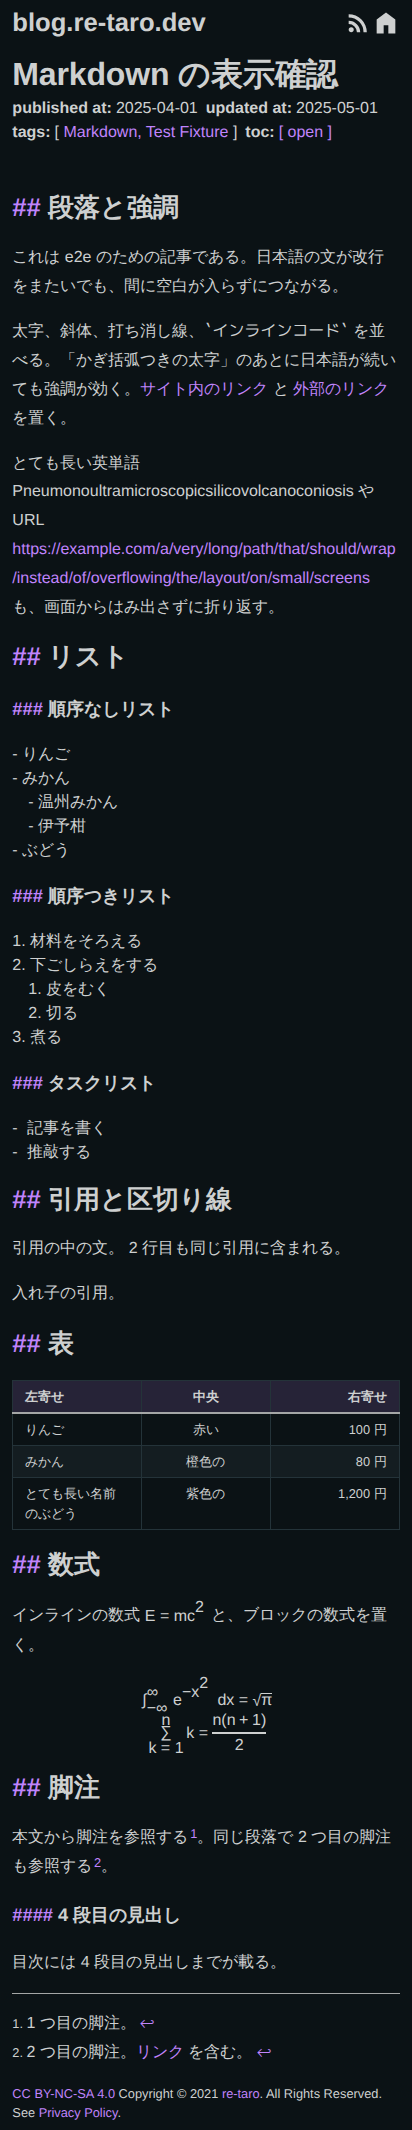 blog.re-taro.dev
Markdown の表示確認
published at: 2025-04-01 updated at: 2025-05-01
tags: [ Markdown, Test Fixture ] toc: [ open ]
## 段落と強調
これは e2e のための記事である。日本語の文が改行
をまたいでも、間に空白が入らずにつながる。
太字、斜体、打ち消し線、`インラインコード` を並
べる。「かぎ括弧つきの太字」のあとに日本語が続い
ても強調が効く。サイト内のリンク と 外部のリンク
を置く。
とても長い英単語
Pneumonoultramicroscopicsilicovolcanoconiosis や
URL
https://example.com/a/very/long/path/that/should/wrap
/instead/of/overflowing/the/layout/on/small/screens
も、画面からはみ出さずに折り返す。
## リスト
### 順序なしリスト
- りんご
- みかん
- 温州みかん
- 伊予柑
- ぶどう
### 順序つきリスト
1. 材料をそろえる
2. 下ごしらえをする
1. 皮をむく
2. 切る
3. 煮る
### タスクリスト
- 記事を書く
- 推敲する
## 引用と区切り線
引用の中の文。 2 行目も同じ引用に含まれる。
入れ子の引用。
## 表
左寄せ 中央 右寄せ
りんご 赤い 100 円
みかん 橙色の 80 円
とても長い名前 紫色の 1,200 円
のぶどう
## 数式
インラインの数式 E = mc2 と、ブロックの数式を置
く。
∫∞−∞ e−x2 dx = √π
n∑k = 1 k = n(n + 1)
2
## 脚注
本文から脚注を参照する1。同じ段落で 2 つ目の脚注
も参照する2。
#### 4 段目の見出し
目次には 4 段目の見出しまでが載る。
1. 1 つ目の脚注。 ↩
2. 2 つ目の脚注。リンク を含む。 ↩
CC BY-NC-SA 4.0 Copyright © 2021 re-taro. All Rights Reserved.
See Privacy Policy.